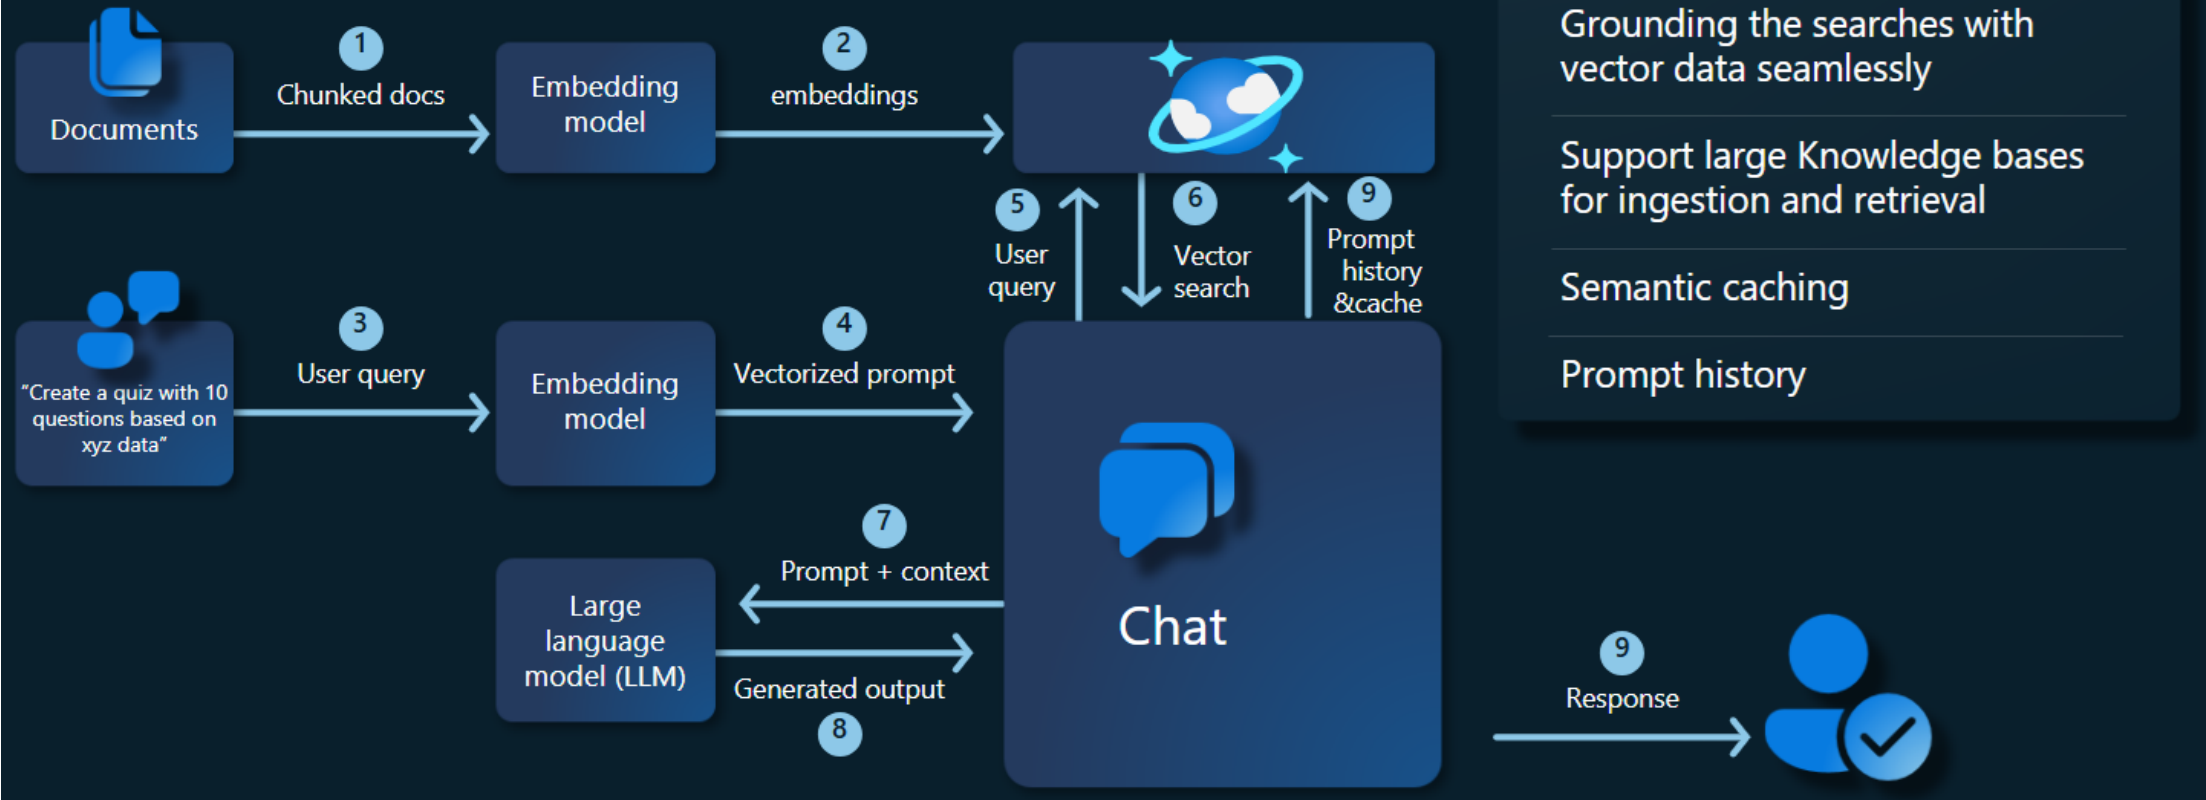 1
Chunked docs
Documents
Embedding
model
2
embeddings
3
User query
"Create a quiz with 10
questions based on
xyz data"
Embedding
model
4
Vectorized prompt
5
User
query
6
Vector
search
9
Prompt
history
&cache
7
Prompt + context
Large
language
model (LLM)
Generated output
8
Chat
9
Response
Grounding the searches with
vector data seamlessly
Support large Knowledge bases
for ingestion and retrieval
Semantic caching
Prompt history